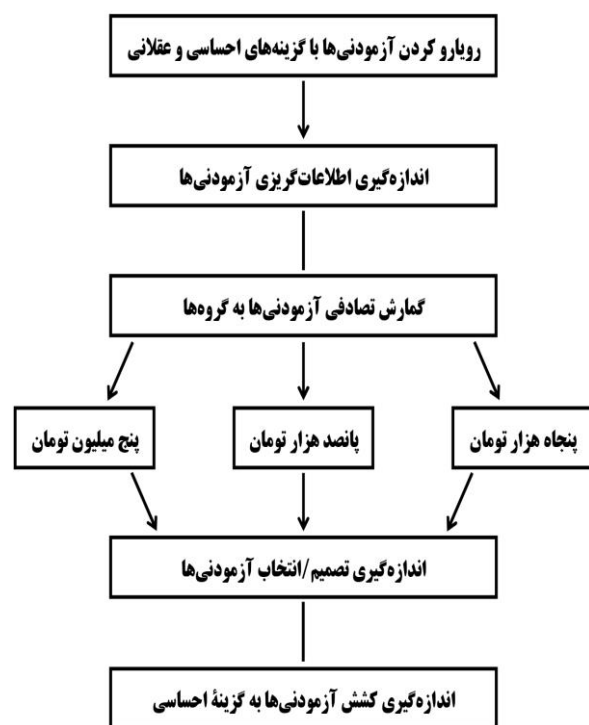 رویارو کردن آزمودنی‌ها با گزینه‌های احساسی و عقلانی
اندازه‌گیری اطلاعات‌گریزی آزمودنی‌ها
گمارش تصادفی آزمودنی‌ها به گروه‌ها
پنجاه هزار تومان
پانصد هزار تومان
پنج میلیون تومان
اندازه‌گیری تصمیم/انتخاب آزمودنی‌ها
اندازه‌گیری کشش آزمودنی‌ها به گزینهٔ احساسی